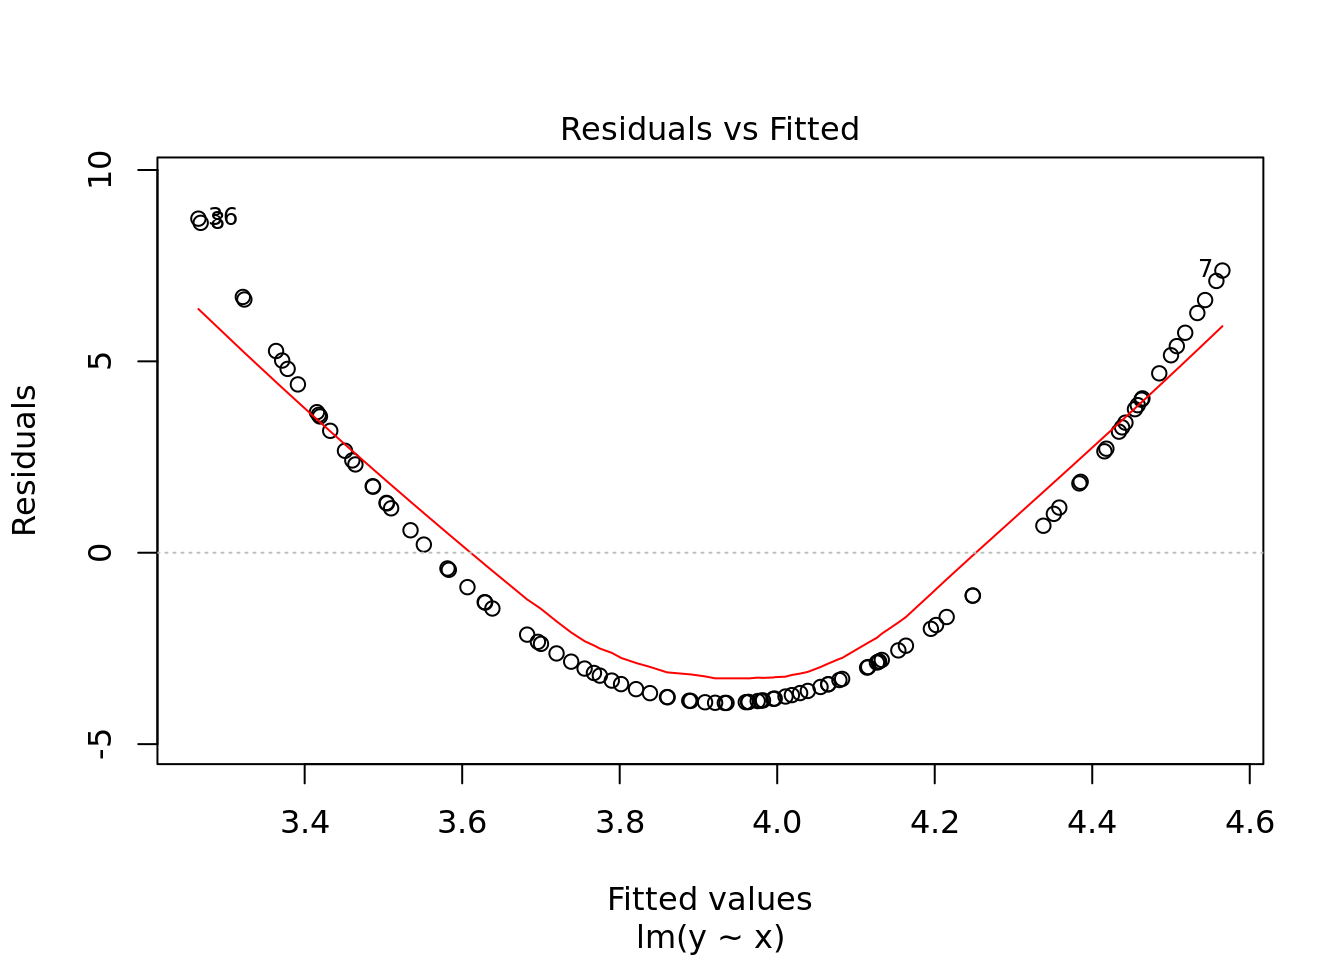 Residuals vs Fitted
10
5
0
-5
Residuals
36
7
3.4 3.6 3.8 4.0 4.2 4.4 4.6
Fitted values
lm(y ~ x)